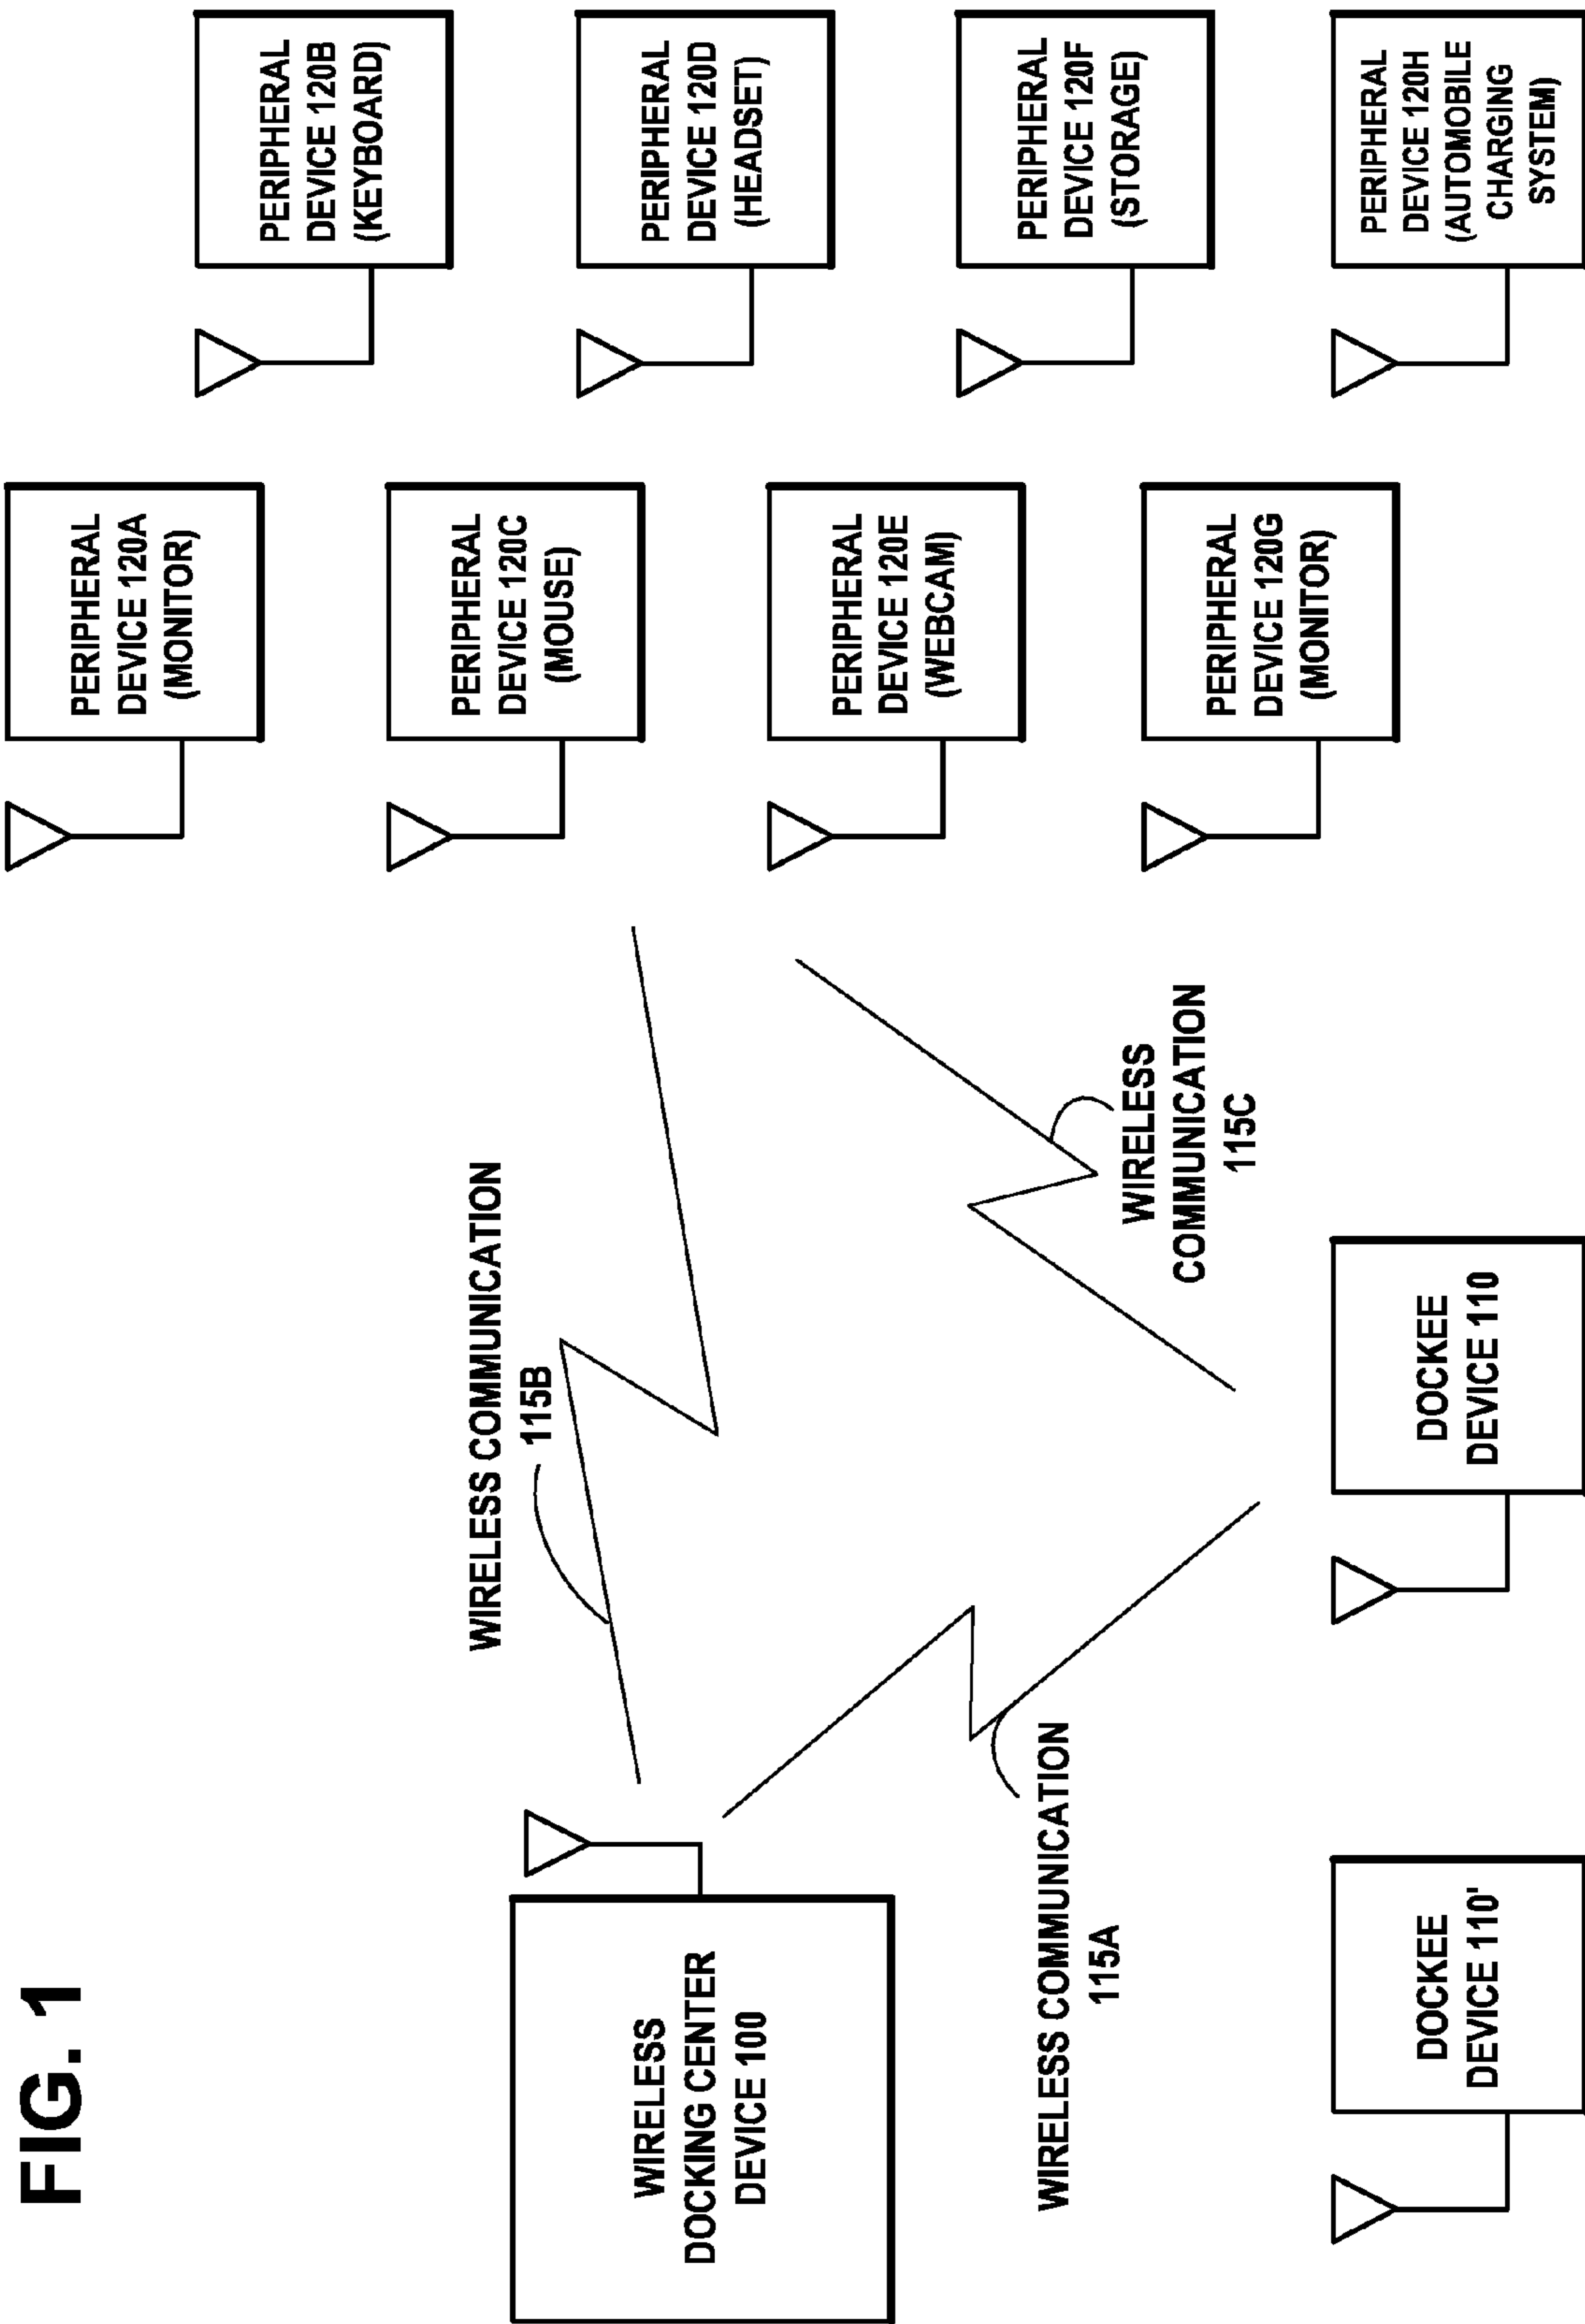 FIG. 1
WIRELESS
DOCKING CENTER
DEVICE 100
WIRELESS COMMUNICATION
115B
WIRELESS COMMUNICATION
115A
WIRELESS
COMMUNICATION
115C
DOCKEE
DEVICE 110'
DOCKEE
DEVICE 110
PERIPHERAL
DEVICE 120A
(MONITOR)
PERIPHERAL
DEVICE 120B
(KEYBOARD)
PERIPHERAL
DEVICE 120C
(MOUSE)
PERIPHERAL
DEVICE 120D
(HEADSET)
PERIPHERAL
DEVICE 120E
(WEBCAM)
PERIPHERAL
DEVICE 120F
(STORAGE)
PERIPHERAL
DEVICE 120G
(MONITOR)
PERIPHERAL
DEVICE 120H
(AUTOMOBILE
CHARGING
SYSTEM)